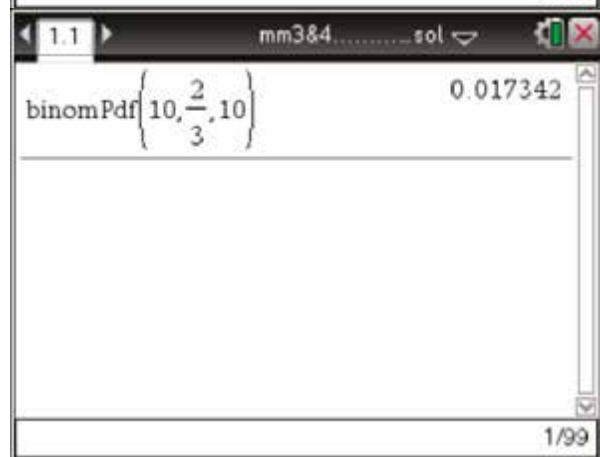 1.1 mm3&4...........sol
binomPdf(10,2/3,10) 0.017342
1/99